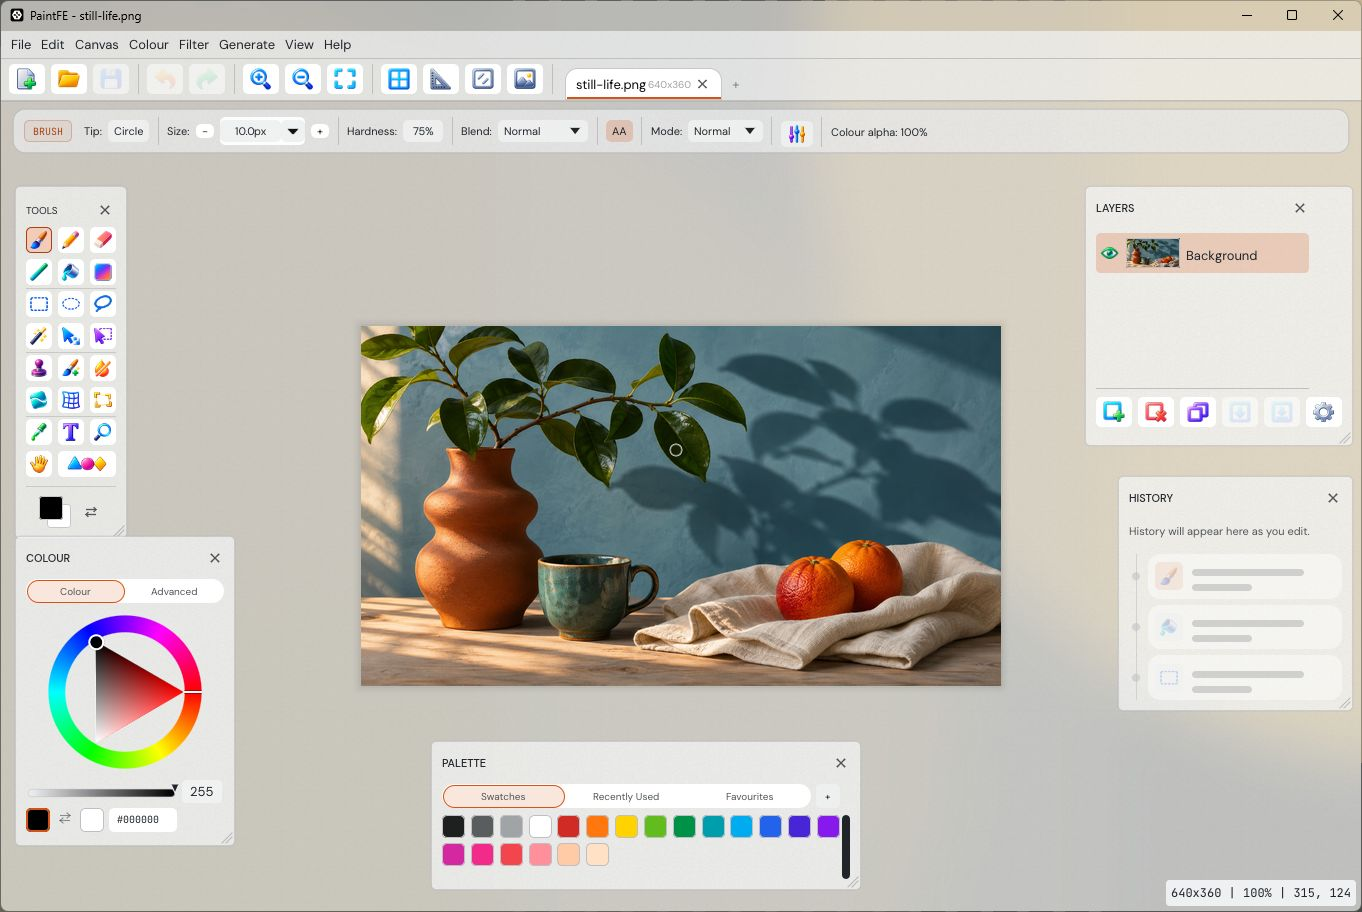 PaintFE - still-life.png
File Edit Canvas Colour Filter Generate View Help
still-life.png 640x360 +
BRUSH Tip: Circle Size: - 10.0px + Hardness: 75% Blend: Normal AA Mode: Normal Colour alpha: 100%
TOOLS
T
LAYERS
Background
HISTORY
History will appear here as you edit.
COLOUR
Colour Advanced
255
#000000
PALETTE
Swatches Recently Used Favourites +
640x360 | 100% | 315, 124